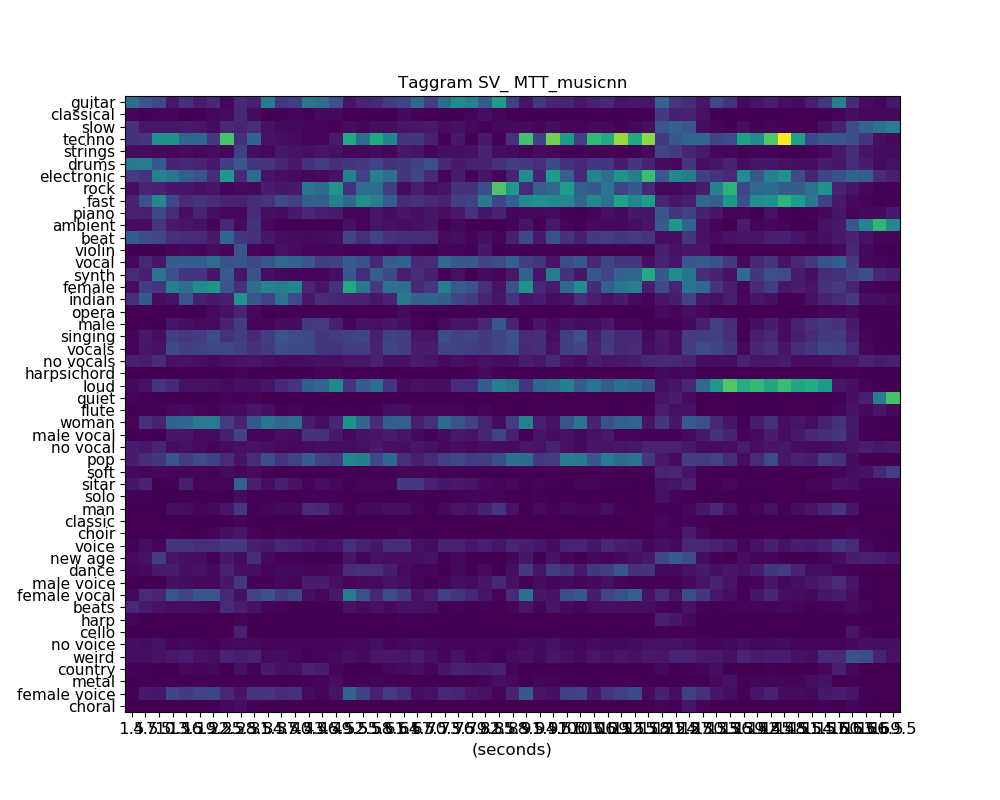 Taggram SV_ MTT_musicnn
guitar
classical
slow
techno
strings
drums
electronic
rock
fast
piano
ambient
beat
violin
vocal
synth
female
indian
opera
male
singing
vocals
no vocals
harpsichord
loud
quiet
flute
woman
male vocal
no vocal
pop
soft
sitar
solo
man
classic
choir
voice
new age
dance
male voice
female vocal
beats
harp
cello
no voice
weird
country
metal
female voice
choral
(seconds)